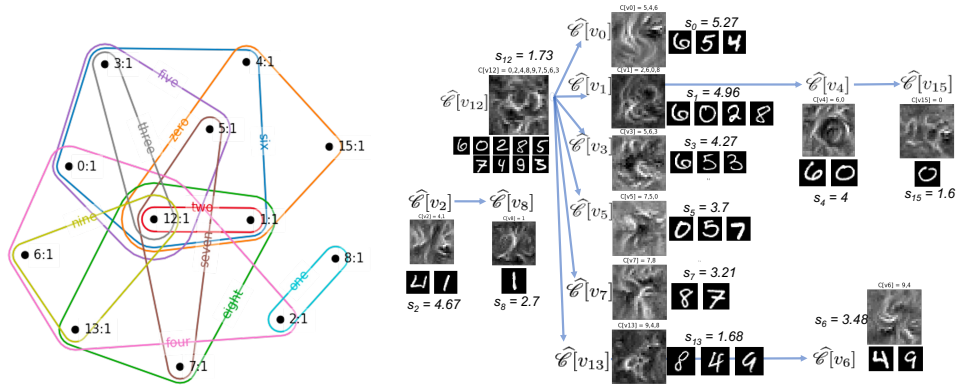 3:1
4:1
5:1
15:1
0:1
12:1
1:1
6:1
8:1
13:1
2:1
7:1
five
three
zero
six
two
nine
seven
one
eight
four
s12 = 1.73
C[v12] = 0,2,4,8,9,7,5,6,3
Ĉ[v12]
6 0 2 8 5
7 4 9 3
Ĉ[v2]
C[v2] = 4,1
4 1
s2 = 4.67
Ĉ[v8]
C[v8] = 1
1
s8 = 2.7
Ĉ[v0]
C[v0] = 5,4,6
s0 = 5.27
6 5 4
Ĉ[v1]
C[v1] = 2,6,0,8
s1 = 4.96
6 0 2 8
Ĉ[v3]
C[v3] = 5,6,3
s3 = 4.27
6 5 3
Ĉ[v5]
C[v5] = 7,5,0
s5 = 3.7
0 5 7
Ĉ[v7]
C[v7] = 7,8
s7 = 3.21
8 7
Ĉ[v13]
C[v13] = 9,4,8
s13 = 1.68
8 4 9
Ĉ[v4]
C[v4] = 6,0
6 0
s4 = 4
Ĉ[v15]
C[v15] = 0
0
s15 = 1.6
Ĉ[v6]
C[v6] = 9,4
s6 = 3.48
4 9